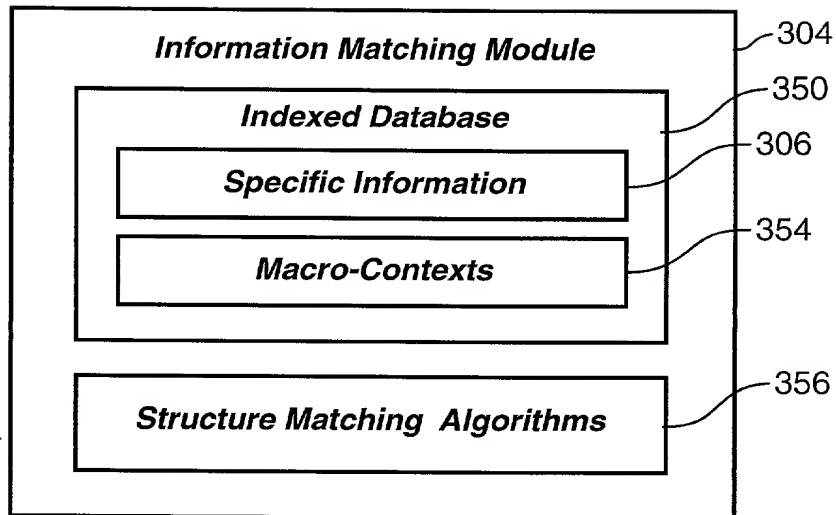 Information Matching Module
304
Indexed Database
350
Specific Information
306
Macro-Contexts
354
Structure Matching Algorithms
356